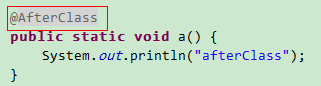 @AfterClass
public static void a() {
    System.out.println("afterClass");
}